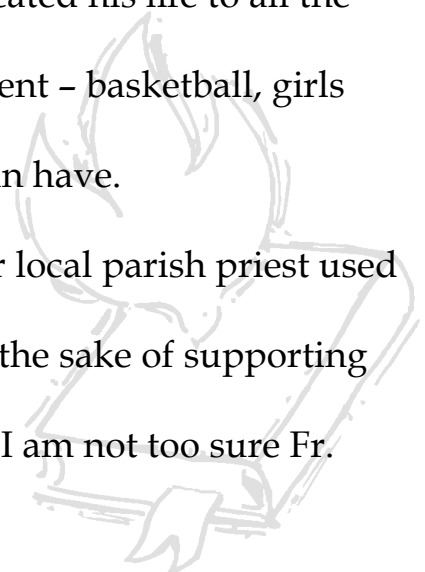 his life to all the
ent – basketball, girls
n have.
local parish priest used
the sake of supporting
I am not too sure Fr.